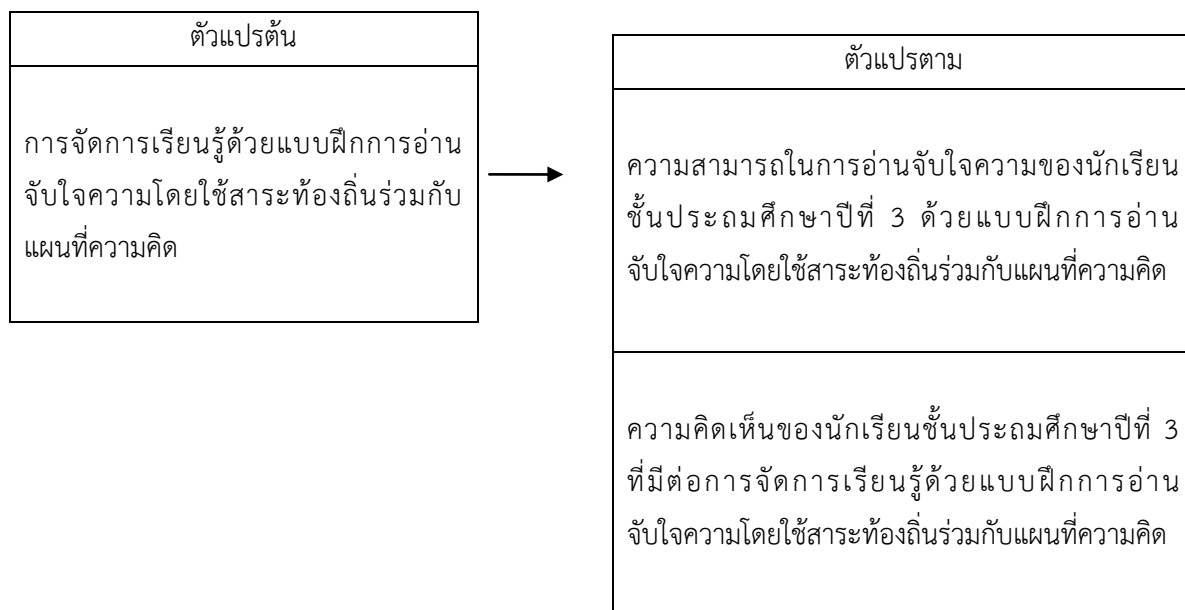 ตัวแปรต้น
การจัดการเรียนรู้ด้วยแบบฝึกการอ่าน
จับใจความโดยใช้สาระท้องถิ่นร่วมกับ
แผนที่ความคิด
ตัวแปรตาม
ความสามารถในการอ่านจับใจความของนักเรียน
ชั้นประถมศึกษาปีที่ 3 ด้วยแบบฝึกการอ่าน
จับใจความโดยใช้สาระท้องถิ่นร่วมกับแผนที่ความคิด
ความคิดเห็นของนักเรียนชั้นประถมศึกษาปีที่ 3
ที่มีต่อการจัดการเรียนรู้ด้วยแบบฝึกการอ่าน
จับใจความโดยใช้สาระท้องถิ่นร่วมกับแผนที่ความคิด